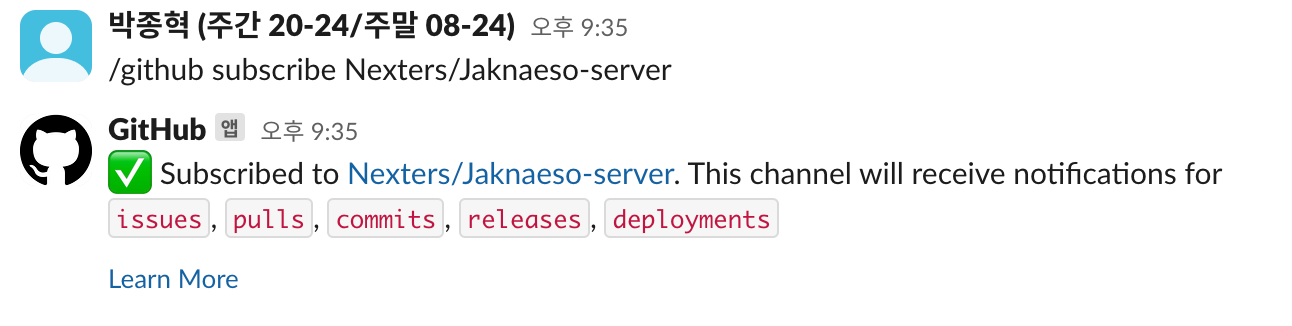 박종혁 (주간 20-24/주말 08-24) 오후 9:35
/github subscribe Nexters/Jaknaeso-server
GitHub 앱 오후 9:35
✅ Subscribed to Nexters/Jaknaeso-server. This channel will receive notifications for
issues, pulls, commits, releases, deployments
Learn More